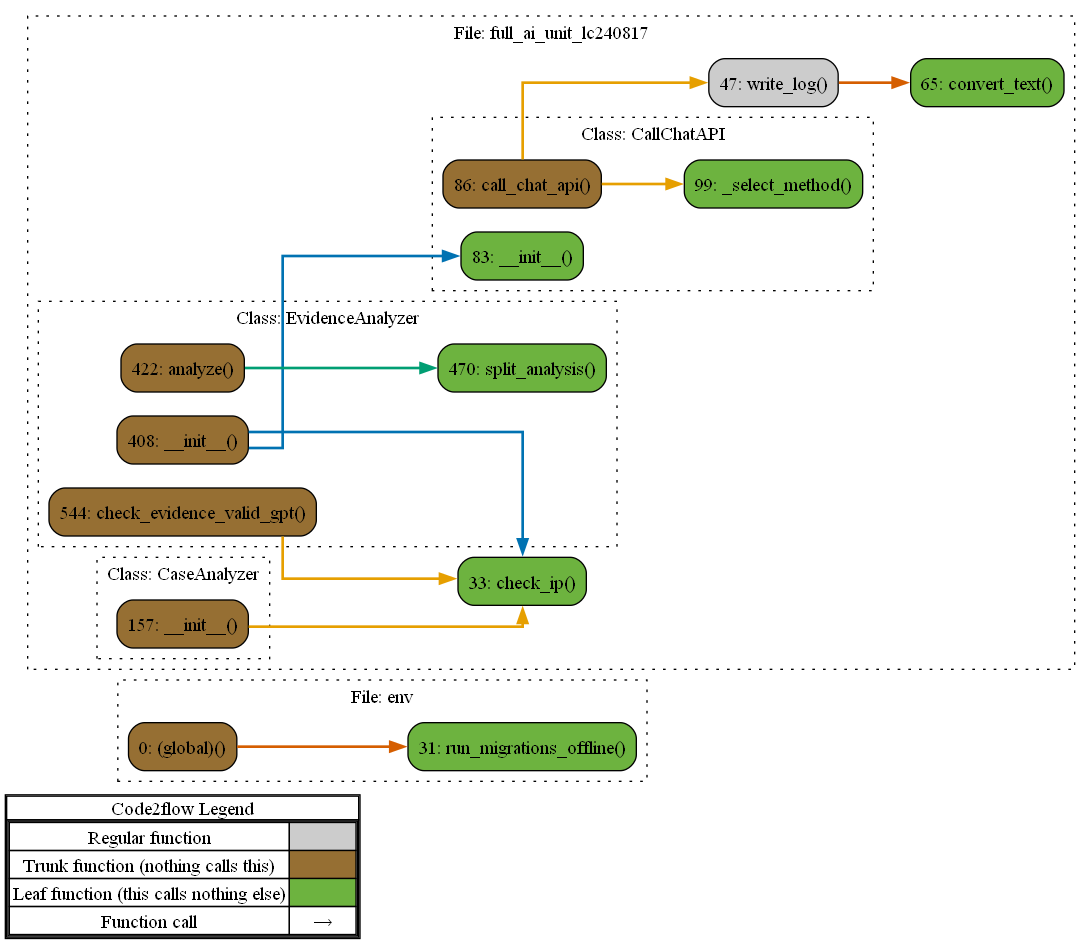 File: full_ai_unit_lc240817
47: write_log()
65: convert_text()
Class: CallChatAPI
86: call_chat_api()
99: _select_method()
83: __init__()
Class: EvidenceAnalyzer
422: analyze()
470: split_analysis()
408: __init__()
544: check_evidence_valid_gpt()
Class: CaseAnalyzer
33: check_ip()
157: __init__()
File: env
0: (global)()
31: run_migrations_offline()
Code2flow Legend
Regular function
Trunk function (nothing calls this)
Leaf function (this calls nothing else)
Function call →